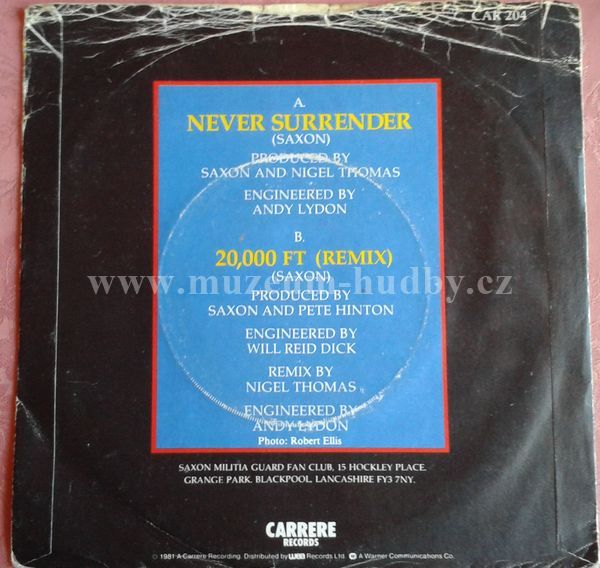 CAR 204
A.
NEVER SURRENDER
(SAXON)
PRODUCED BY
SAXON AND NIGEL THOMAS
ENGINEERED BY
ANDY LYDON
B.
20,000 FT (REMIX)
(SAXON)
www.muzeum-hudby.cz
PRODUCED BY
SAXON AND PETE HINTON
ENGINEERED BY
WILL REID DICK
REMIX BY
NIGEL THOMAS
ENGINEERED BY
ANDY LYDON
Photo: Robert Ellis
SAXON MILITIA GUARD FAN CLUB, 15 HOCKLEY PLACE,
GRANGE PARK, BLACKPOOL, LANCASHIRE FY3 7NY.
CARRERE
RECORDS
© 1981 A Carrere Recording. Distributed by wea Records Ltd. A Warner Communications Co.